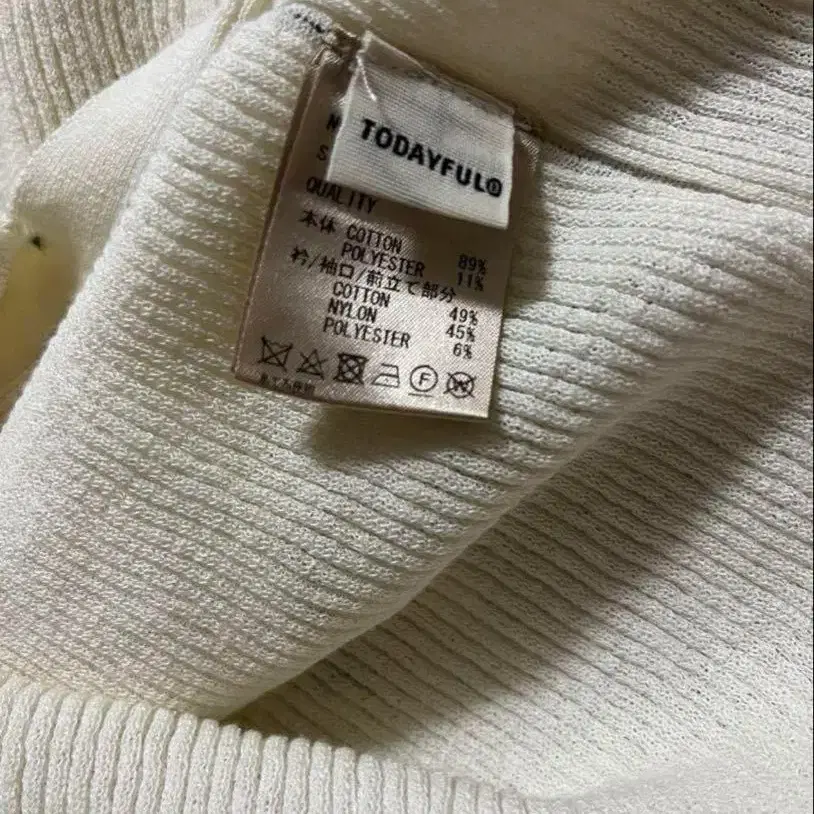 TODAYFUL®
QUALITY
本体 COTTON 89%
POLYESTER 11%
衿/袖口/前立て部分
COTTON 49%
NYLON 45%
POLYESTER 6%
F
W